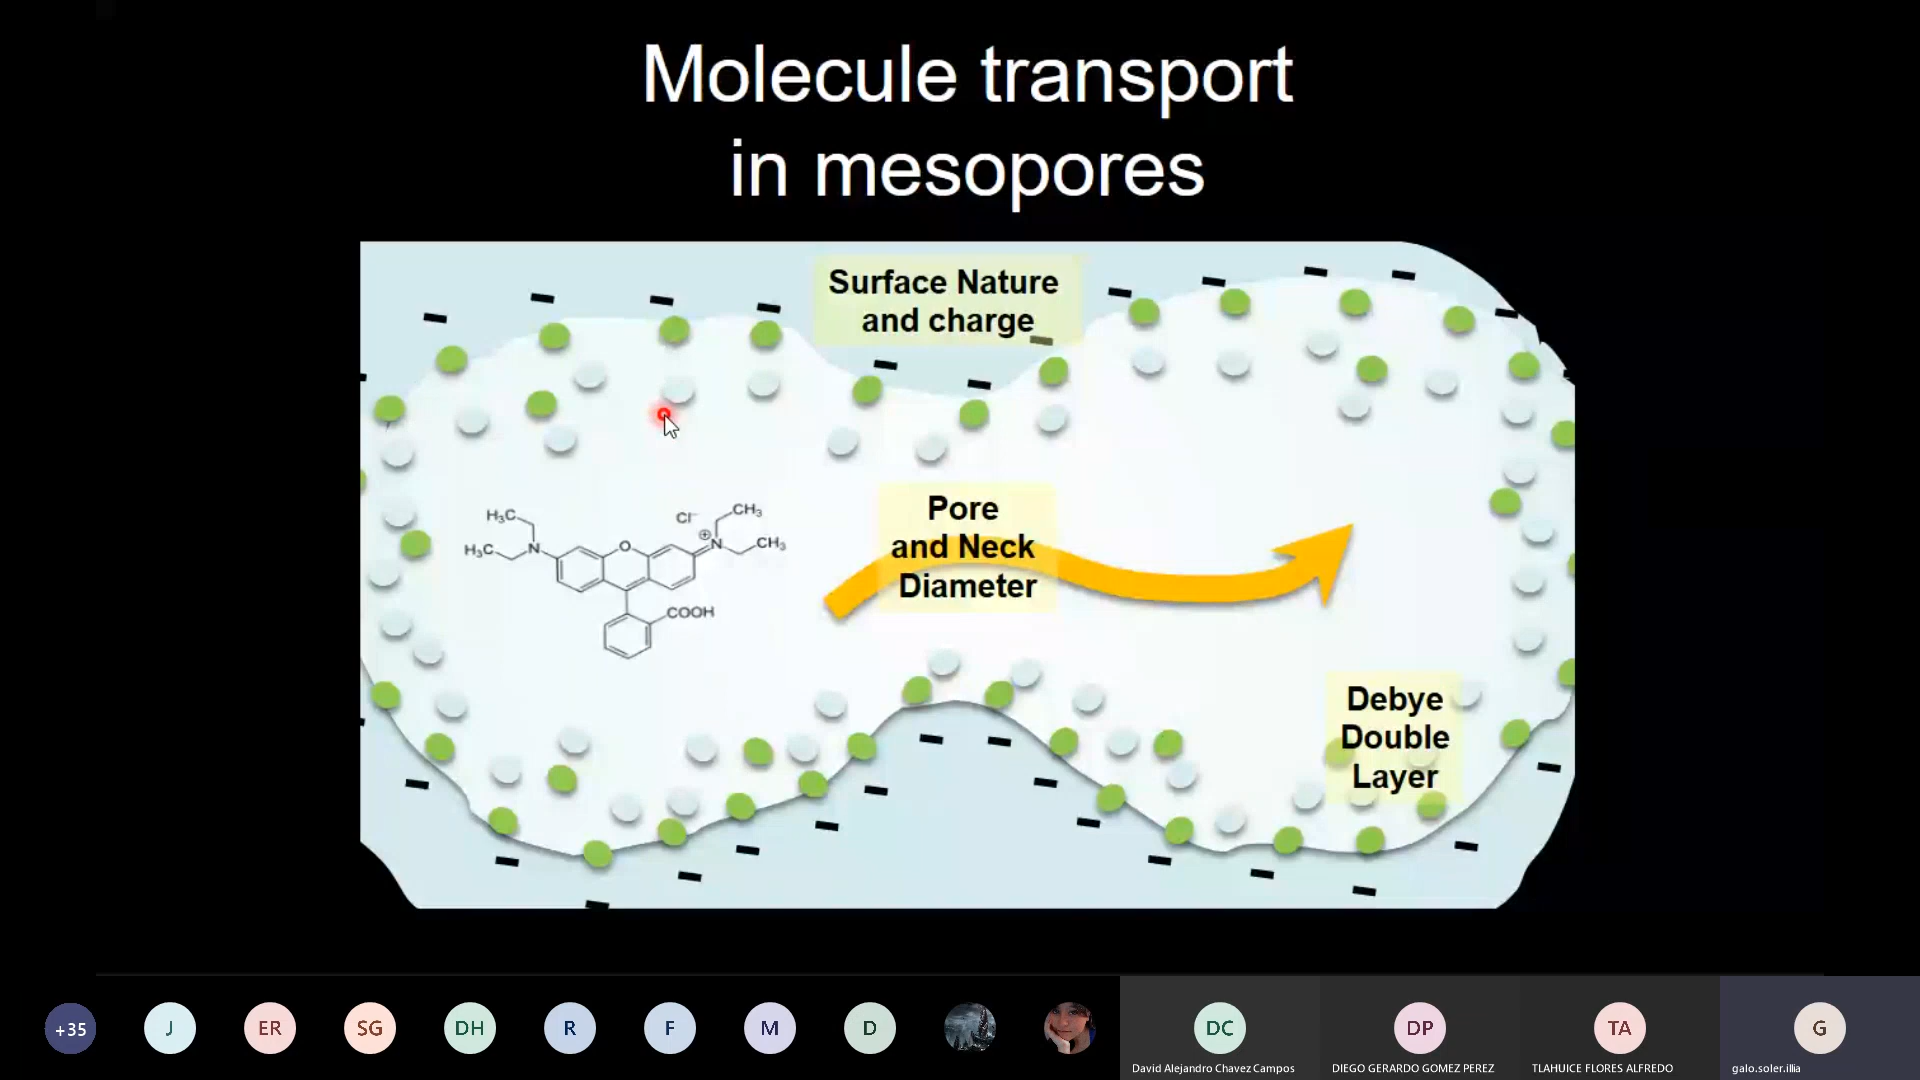 Molecule transport
in mesopores
Surface Nature
and charge
Pore
and Neck
Diameter
H₃C
H₃C
N
O
Cl⁻
⊕
N
CH₃
CH₃
COOH
Debye
Double
Layer
+35
J
ER
SG
DH
R
F
M
D
DC
David Alejandro Chavez Campos
DP
DIEGO GERARDO GOMEZ PEREZ
TA
TLAHUICE FLORES ALFREDO
G
galo.soler.illia